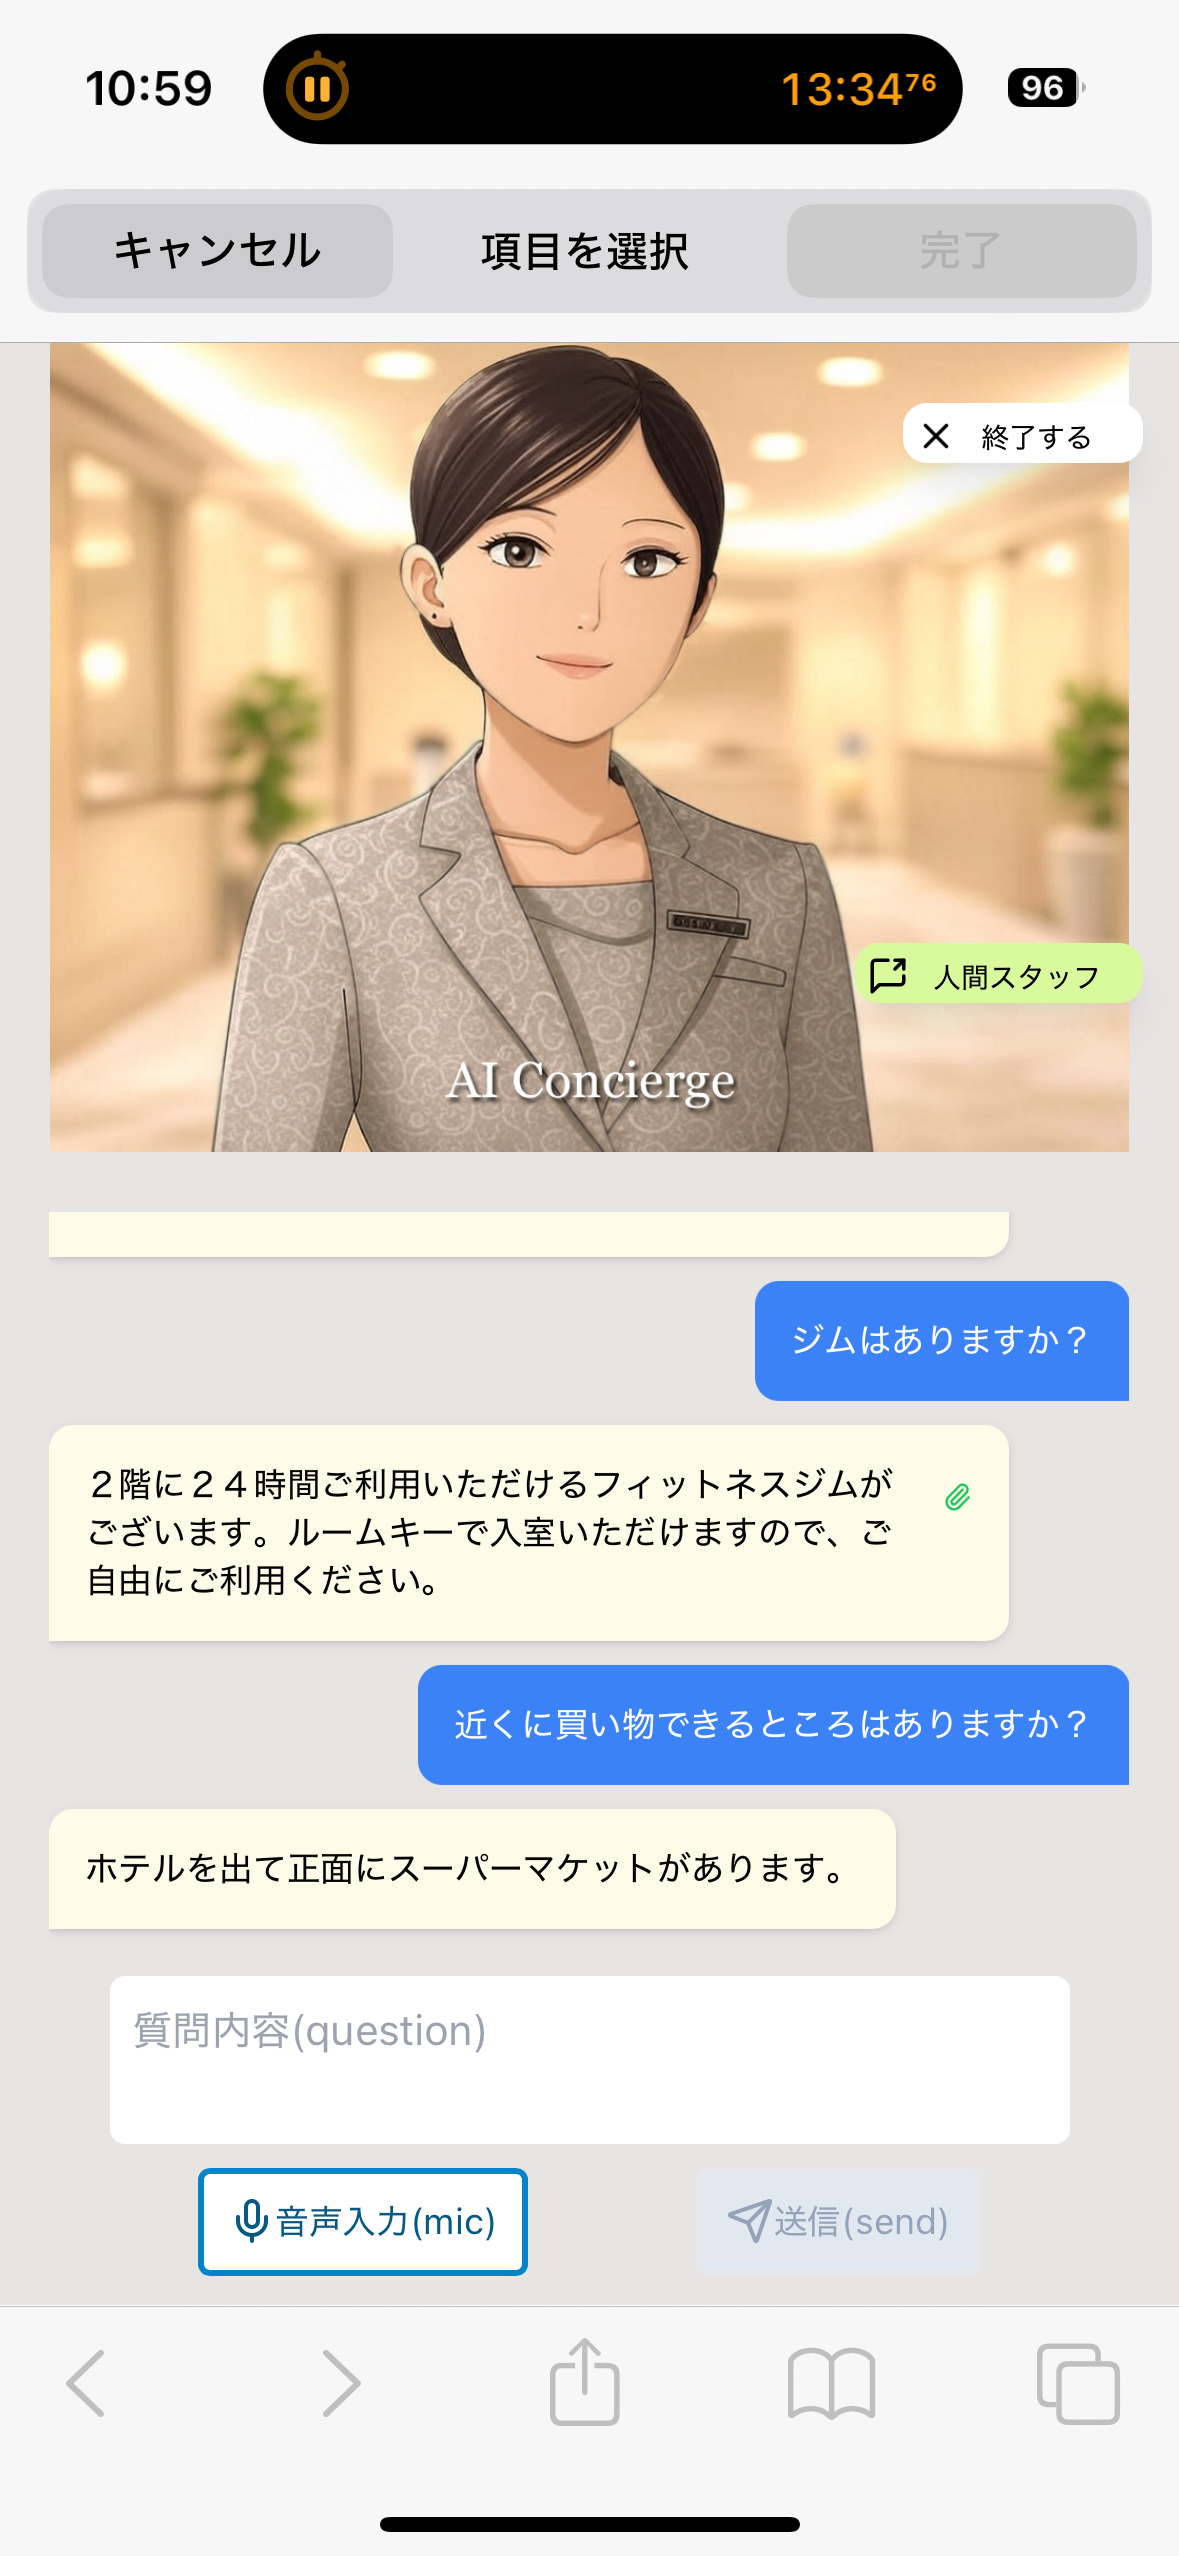 10:59
13:34 76
96
キャンセル
項目を選択
完了
終了する
人間スタッフ
AI Concierge
ジムはありますか？
２階に２４時間ご利用いただけるフィットネスジムが
ございます。ルームキーで入室いただけますので、ご
自由にご利用ください。
近くに買い物できるところはありますか？
ホテルを出て正面にスーパーマケットがあります。
質問内容(question)
音声入力(mic)
送信(send)